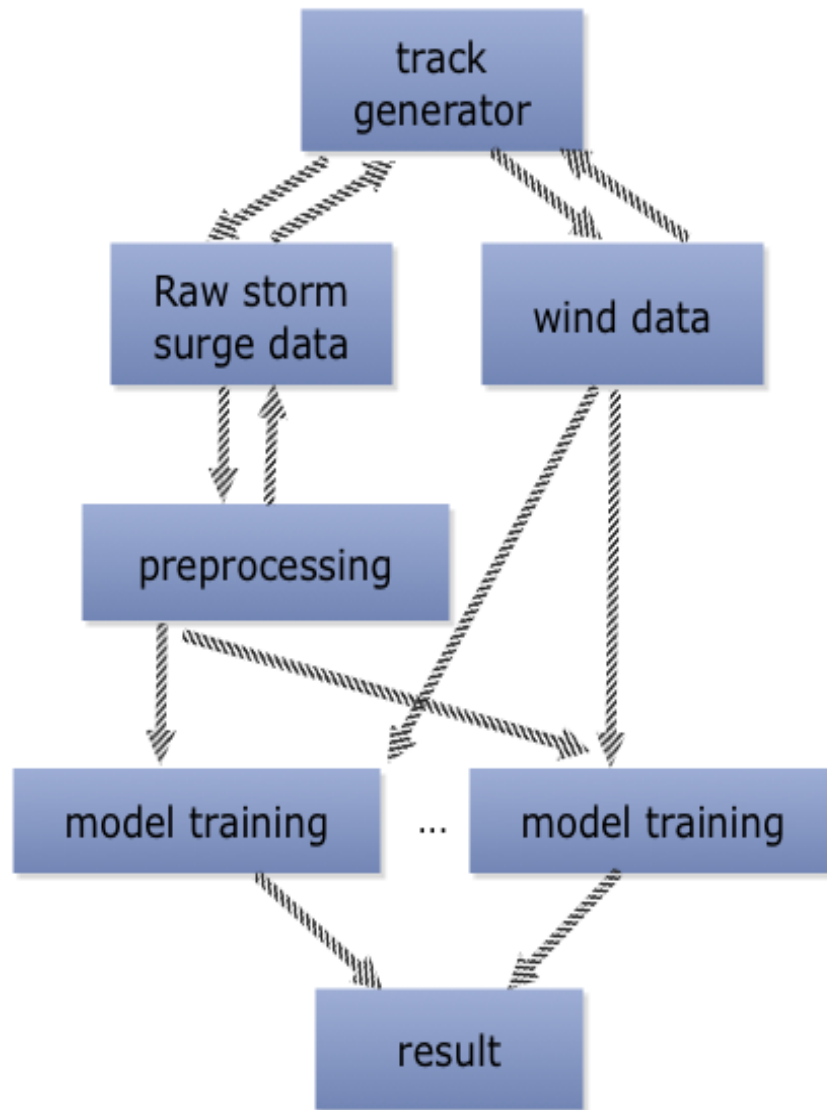 track
generator
Raw storm
surge data
wind data
preprocessing
model training
...
model training
result